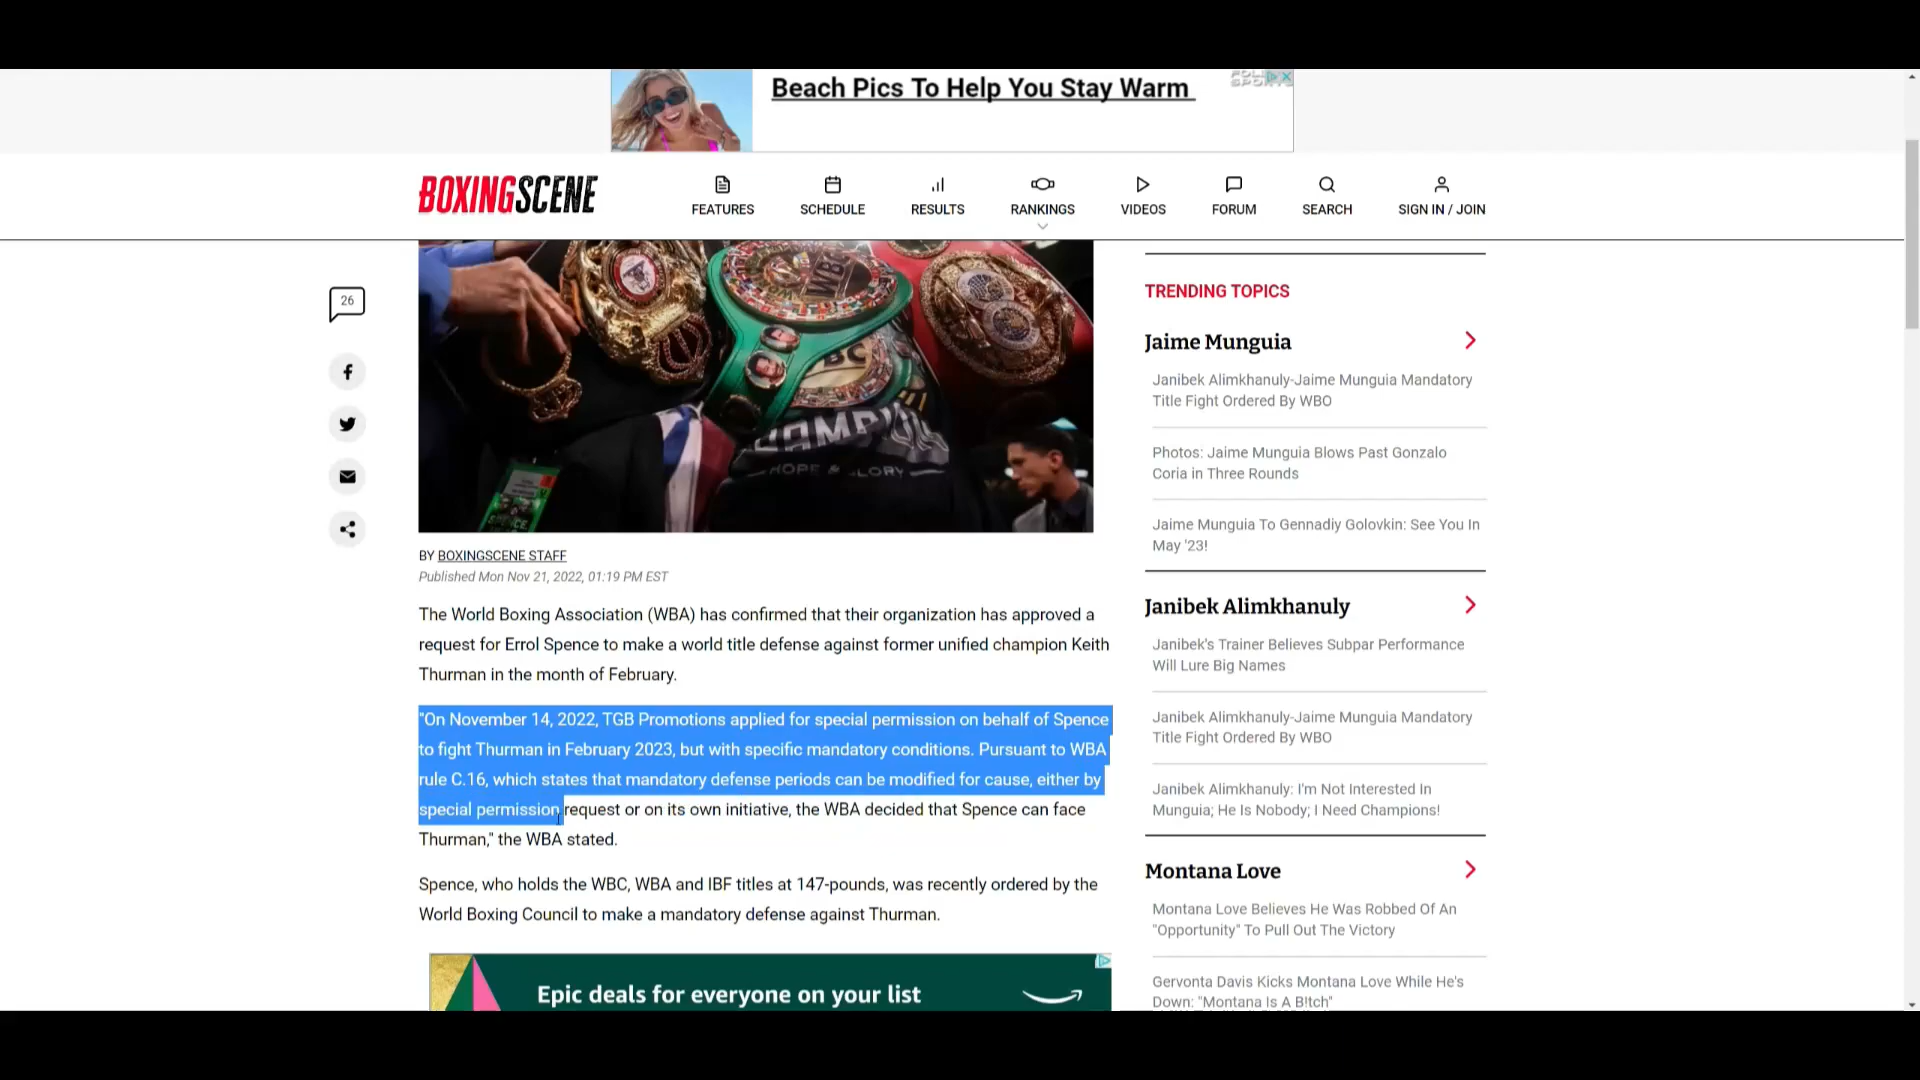 Beach Pics To Help You Stay Warm
BOXINGSCENE
FEATURES
SCHEDULE
RESULTS
RANKINGS
VIDEOS
FORUM
SEARCH
SIGN IN / JOIN
26
WBC
BC
CHAMPION
HOPE & GLORY
SPENCE
BY BOXINGSCENE STAFF
Published Mon Nov 21, 2022, 01:19 PM EST
The World Boxing Association (WBA) has confirmed that their organization has approved a
request for Errol Spence to make a world title defense against former unified champion Keith
Thurman in the month of February.
"On November 14, 2022, TGB Promotions applied for special permission on behalf of Spence
to fight Thurman in February 2023, but with specific mandatory conditions. Pursuant to WBA
rule C.16, which states that mandatory defense periods can be modified for cause, either by
special permission request or on its own initiative, the WBA decided that Spence can face
Thurman," the WBA stated.
Spence, who holds the WBC, WBA and IBF titles at 147-pounds, was recently ordered by the
World Boxing Council to make a mandatory defense against Thurman.
Epic deals for everyone on your list
TRENDING TOPICS
Jaime Munguia
Janibek Alimkhanuly-Jaime Munguia Mandatory
Title Fight Ordered By WBO
Photos: Jaime Munguia Blows Past Gonzalo
Coria in Three Rounds
Jaime Munguia To Gennadiy Golovkin: See You In
May '23!
Janibek Alimkhanuly
Janibek's Trainer Believes Subpar Performance
Will Lure Big Names
Janibek Alimkhanuly-Jaime Munguia Mandatory
Title Fight Ordered By WBO
Janibek Alimkhanuly: I'm Not Interested In
Munguia; He Is Nobody; I Need Champions!
Montana Love
Montana Love Believes He Was Robbed Of An
"Opportunity" To Pull Out The Victory
Gervonta Davis Kicks Montana Love While He's
Down: "Montana Is A B!tch"